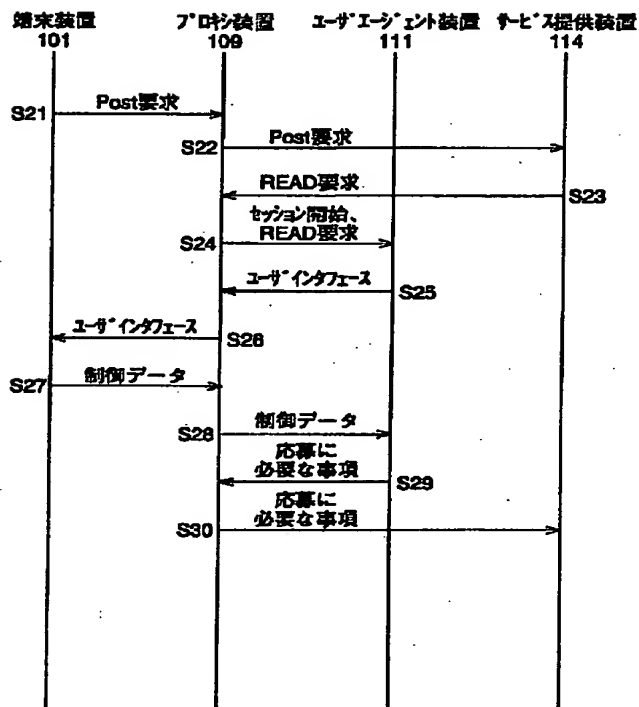 端末装置 プロキシ装置 ユーザエージェント装置 サービス提供装置
101 109 111 114
S21 Post要求
S22 Post要求
READ要求 S23
セッション開始、
S24 READ要求
ユーザインタフェース S25
ユーザインタフェース S26
S27 制御データ
S28 制御データ
応募に
必要な事項 S29
応募に
S30 必要な事項